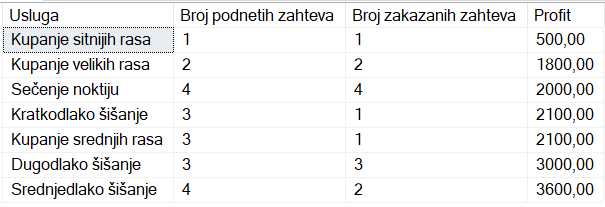 Usluga Broj podnetih zahteva Broj zakazanih zahteva Profit
Kupanje sitnijih rasa 1 1 500,00
Kupanje velikih rasa 2 2 1800,00
Sečenje noktiju 4 4 2000,00
Kratkodlako šišanje 3 1 2100,00
Kupanje srednjih rasa 3 1 2100,00
Dugodlako šišanje 3 3 3000,00
Srednjedlako šišanje 4 2 3600,00